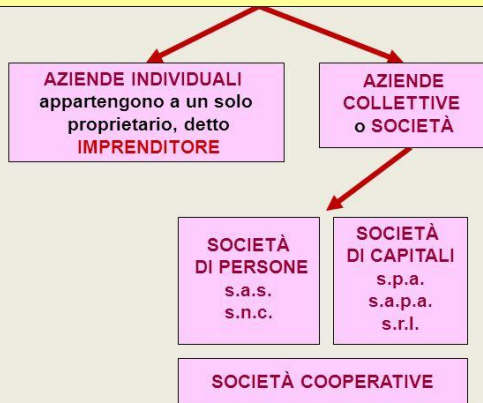 AZIENDE INDIVIDUALI
appartengono a un solo
proprietario, detto
IMPRENDITORE
AZIENDE
COLLETTIVE
o SOCIETÀ
SOCIETÀ
DI PERSONE
s.a.s.
s.n.c.
SOCIETÀ
DI CAPITALI
s.p.a.
s.a.p.a.
s.r.l.
SOCIETÀ COOPERATIVE